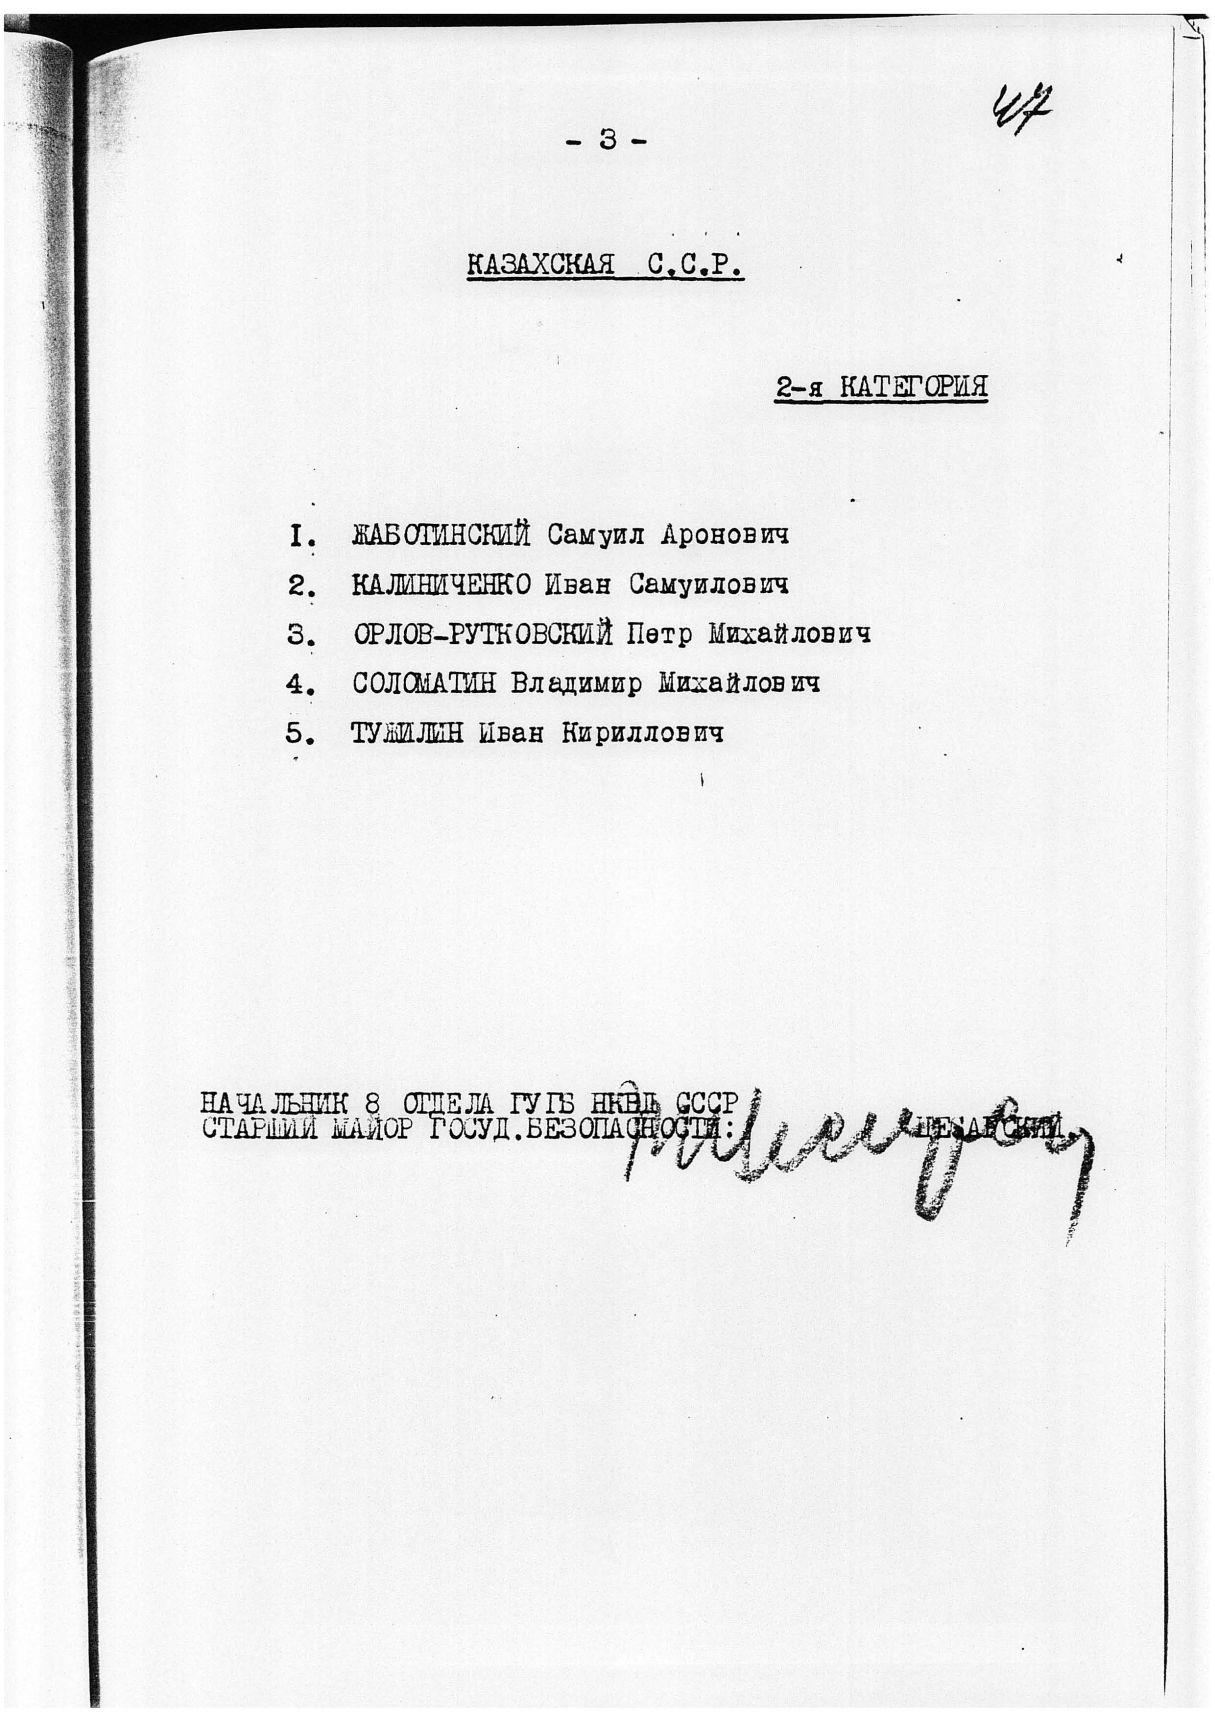 47
- 3 -
КАЗАХСКАЯ С.С.Р.
2-я КАТЕГОРИЯ
I. ЖАБОТИНСКИЙ Самуил Аронович
2. КАЛИНИЧЕНКО Иван Самуилович
3. ОРЛОВ-РУТКОВСКИЙ Петр Михайлович
4. СОЛОМАТИН Владимир Михайлович
5. ТУЖИЛИН Иван Кириллович
НАЧАЛЬНИК 8 ОТДЕЛА ГУГБ НКВД СССР
СТАРШИЙ МАЙОР ГОСУД.БЕЗОПАСНОСТИ: ЦЕСАРСКИЙ